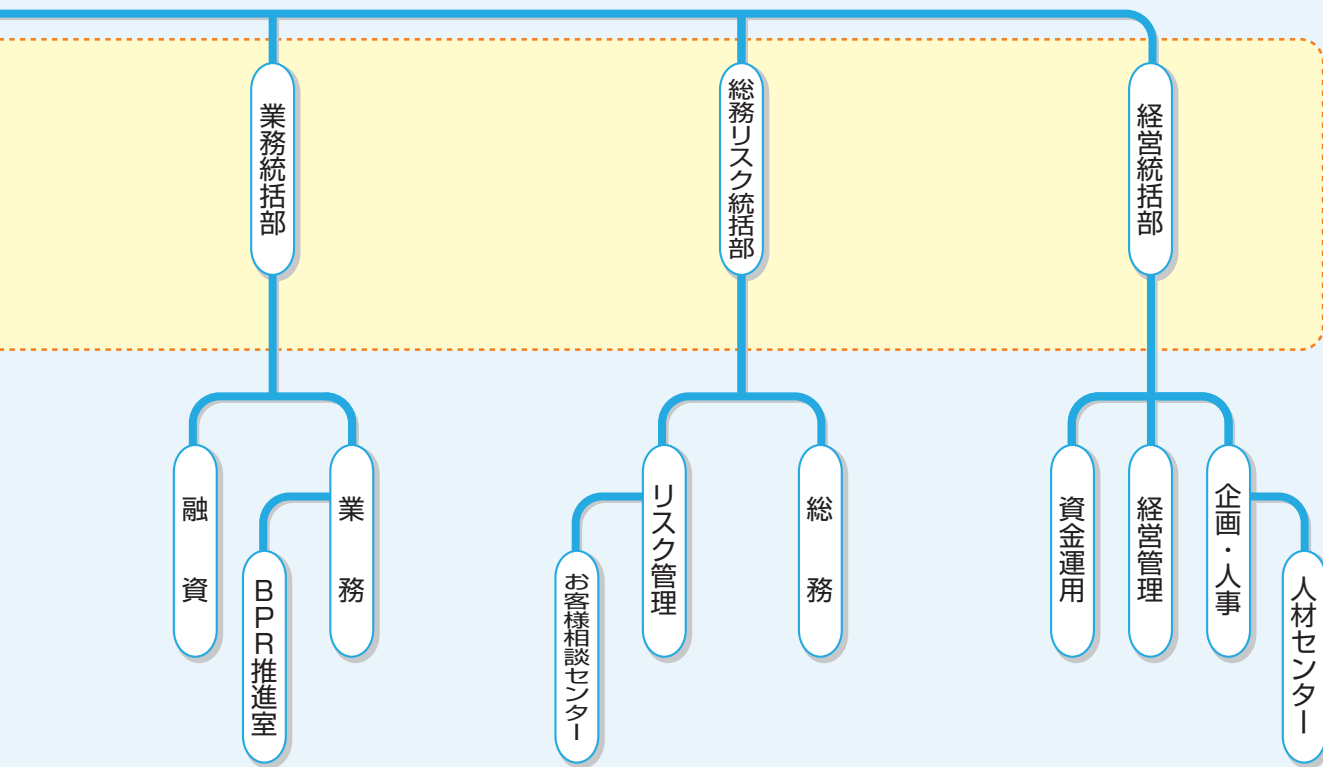 経営統括部
総務リスク統括部
業務統括部
企画・人事
経営管理
資金運用
総務
リスク管理
業務
融資
人材センター
お客様相談センター
BPR推進室